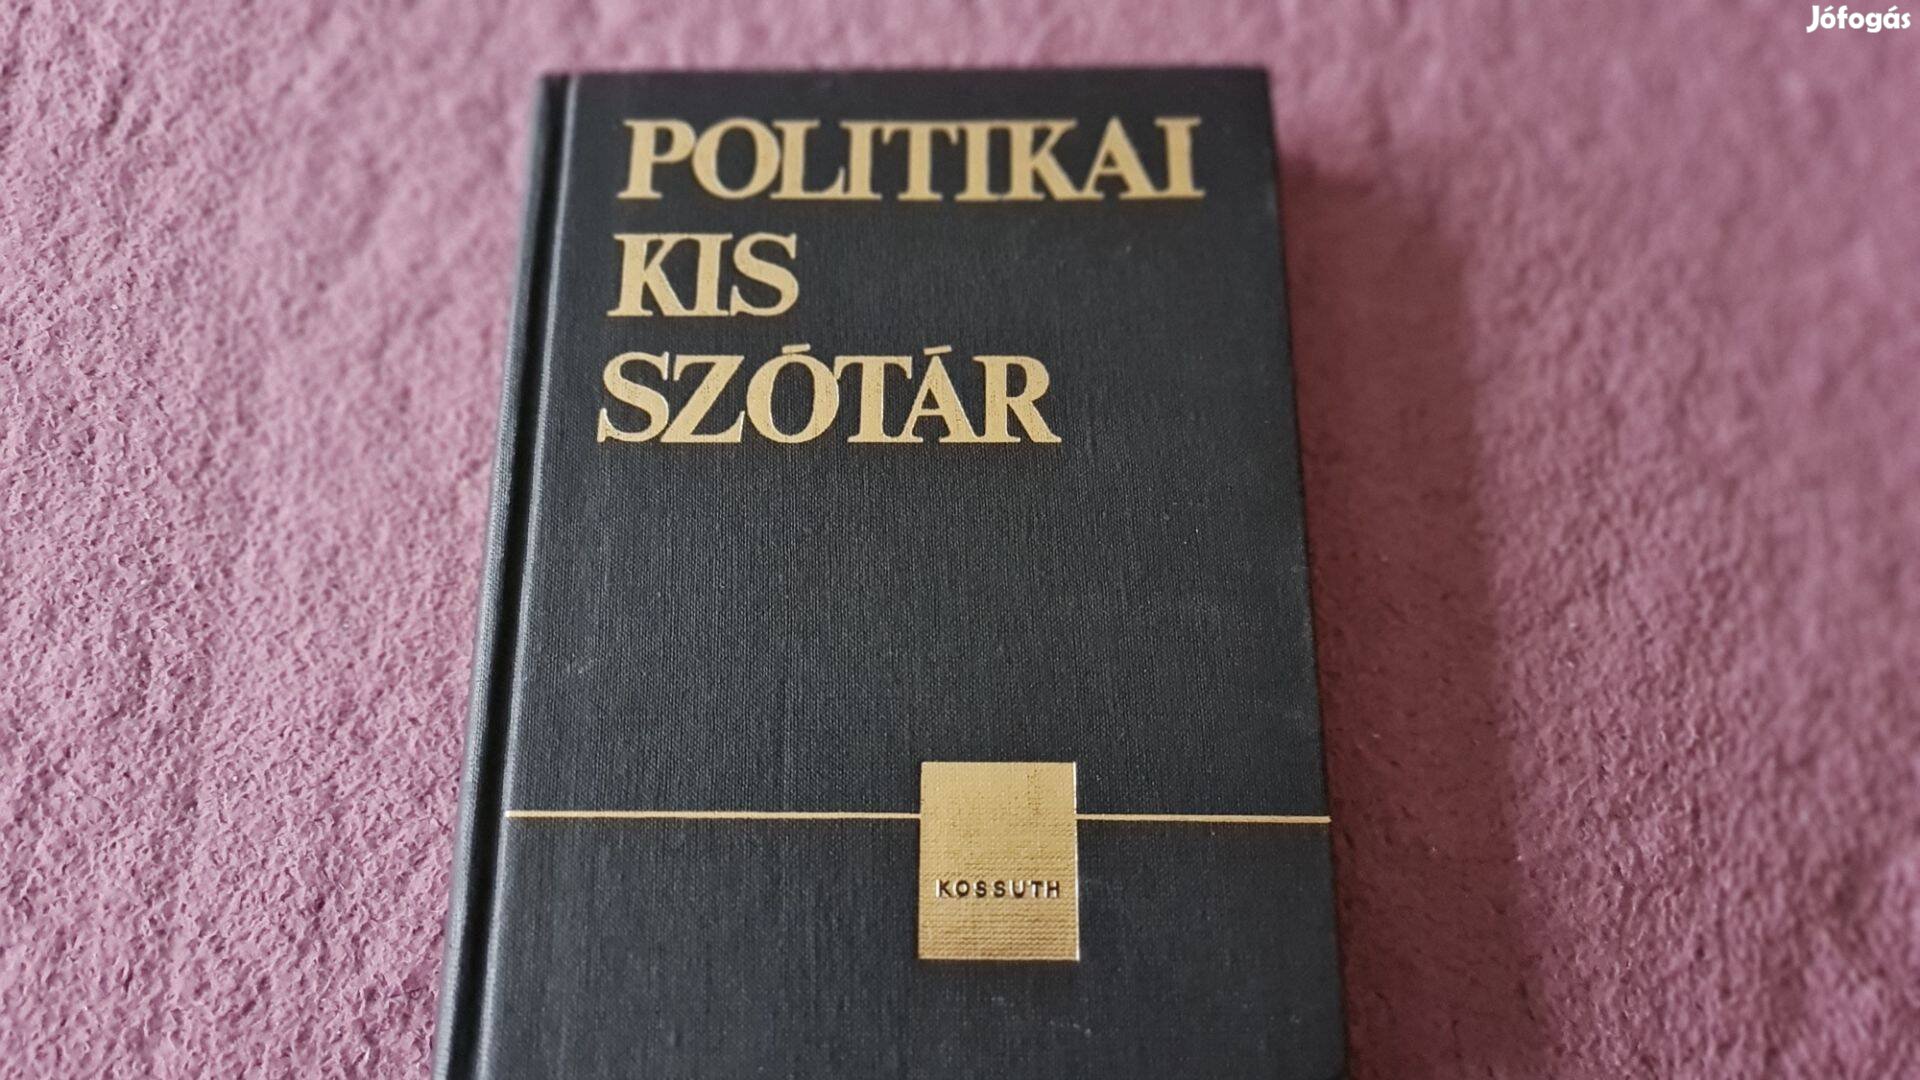 Jófogás
POLITIKAI
KIS
SZÓTÁR
KOSSUTH